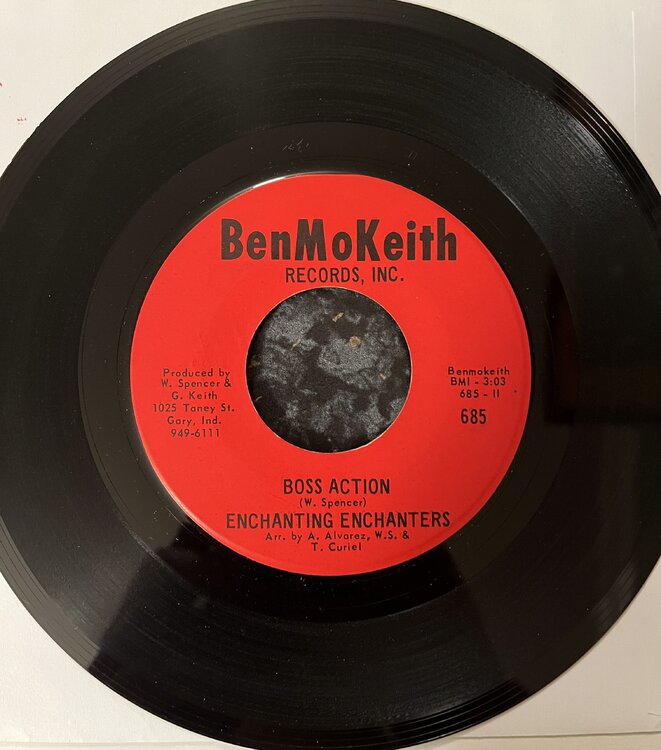 BenMoKeith
RECORDS, INC.
Produced by
W. Spencer &
G. Keith
1025 Taney St.
Gary, Ind.
949-6111
Benmokeith
BMI - 3:03
685 - II
685
BOSS ACTION
(W. Spencer)
ENCHANTING ENCHANTERS
Arr. by A. Alvarez, W.S. &
T. Curiel